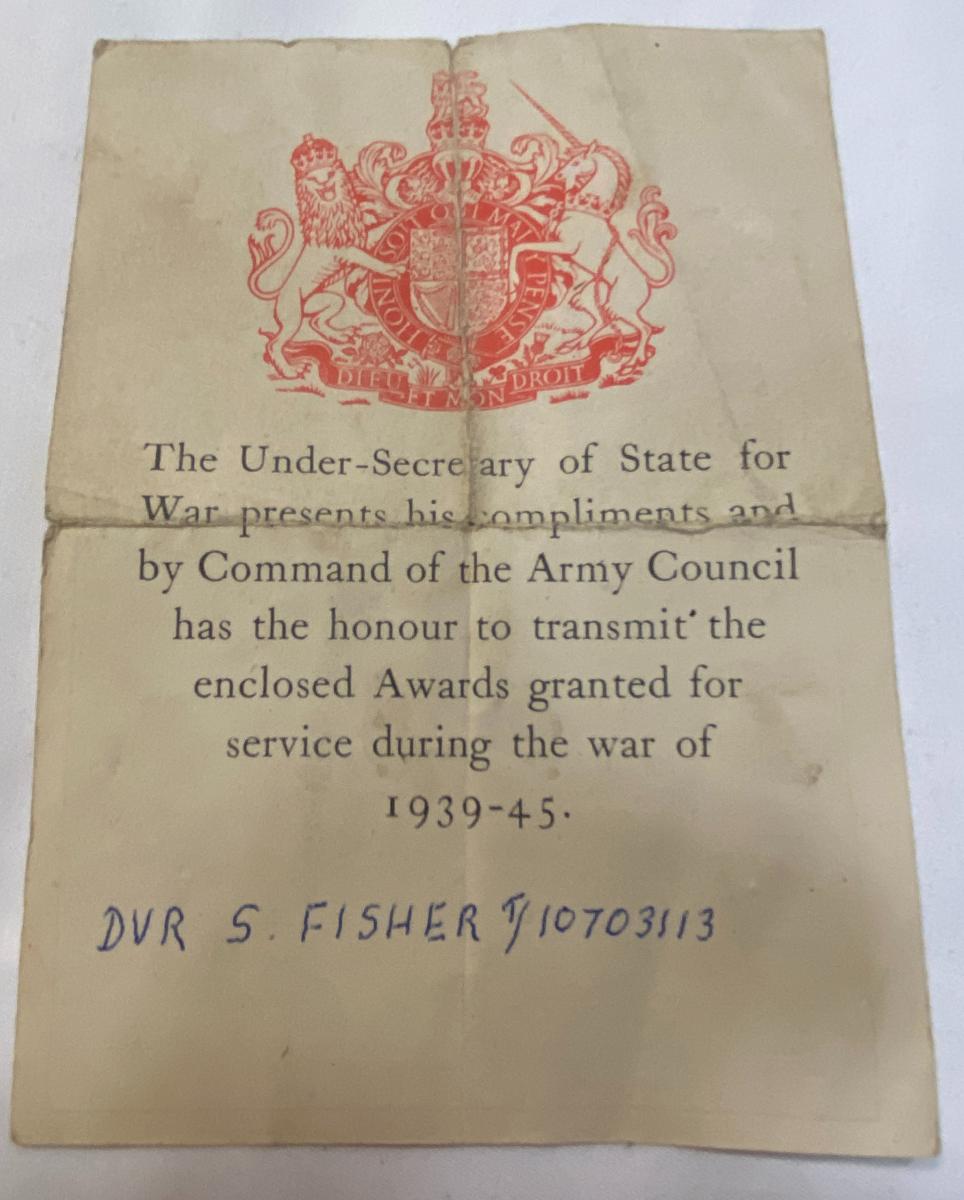 HONI SOIT QUI MAL Y PENSE
DIEU ET MON DROIT
The Under-Secretary of State for
War presents his compliments and
by Command of the Army Council
has the honour to transmit the
enclosed Awards granted for
service during the war of
1939-45.
DVR S. FISHER T/10703113